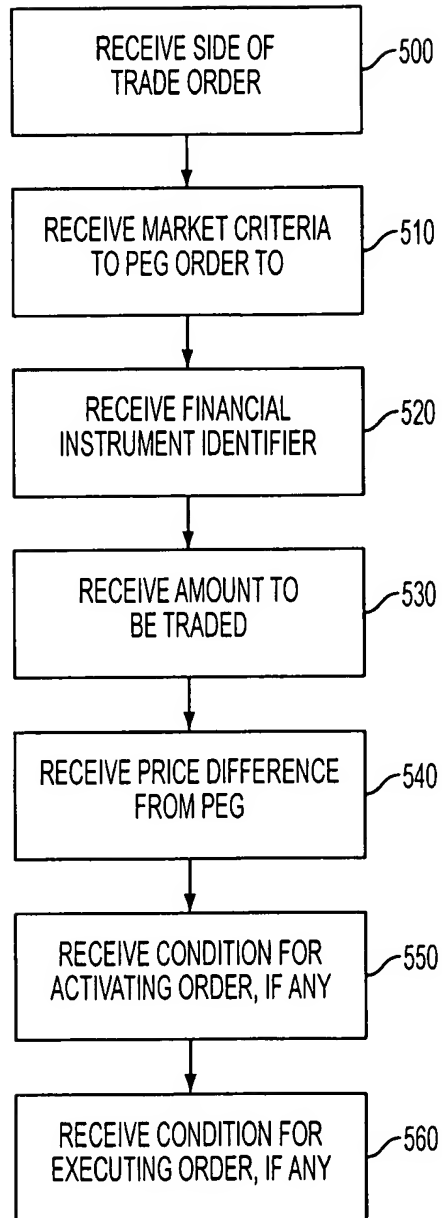 RECEIVE SIDE OF
TRADE ORDER
500
RECEIVE MARKET CRITERIA
TO PEG ORDER TO
510
RECEIVE FINANCIAL
INSTRUMENT IDENTIFIER
520
RECEIVE AMOUNT TO
BE TRADED
530
RECEIVE PRICE DIFFERENCE
FROM PEG
540
RECEIVE CONDITION FOR
ACTIVATING ORDER, IF ANY
550
RECEIVE CONDITION FOR
EXECUTING ORDER, IF ANY
560